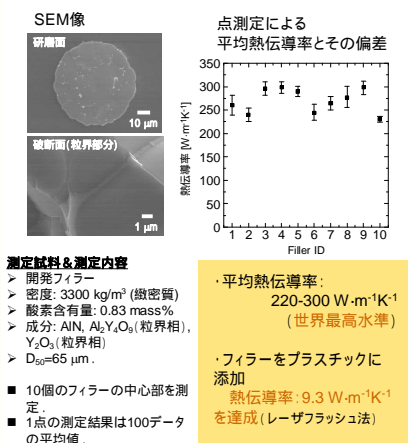 SEM像
研磨面
10 μm
破断面(粒界部分)
1 μm
測定試料&測定内容
➢ 開発フィラー
➢ 密度: 3300 kg/m³ (緻密質)
➢ 酸素含有量: 0.83 mass%
➢ 成分: AlN, Al₂Y₄O₉(粒界相),
Y₂O₃(粒界相)
➢ D₅₀=65 μm.
■ 10個のフィラーの中心部を測
定.
■ 1点の測定結果は100データ
の平均値.
点測定による
平均熱伝導率とその偏差
熱伝導率 [W·m⁻¹K⁻¹]
350
300
250
200
150
100
50
0
1 2 3 4 5 6 7 8 9 10
Filler ID
・平均熱伝導率:
220-300 W·m⁻¹K⁻¹
(世界最高水準)
・フィラーをプラスチックに
添加
熱伝導率:9.3 W·m⁻¹K⁻¹
を達成(レーザフラッシュ法)